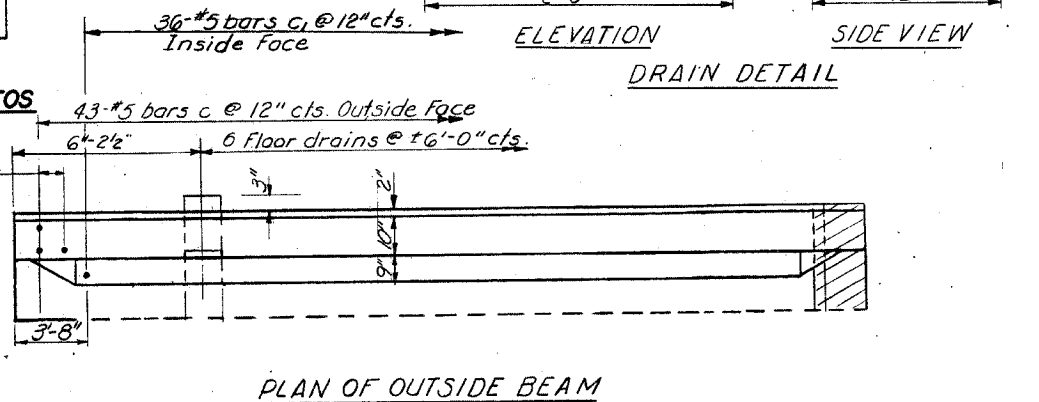 36-#5 bars c, @ 12" cts.
Inside Face
ELEVATION
SIDE VIEW
DRAIN DETAIL
TOS
43-#5 bars c @ 12" cts. Outside Face
6'-2½"
6 Floor drains @ ±6'-0" cts.
3"
2"
10"
9"
3'-8"
PLAN OF OUTSIDE BEAM